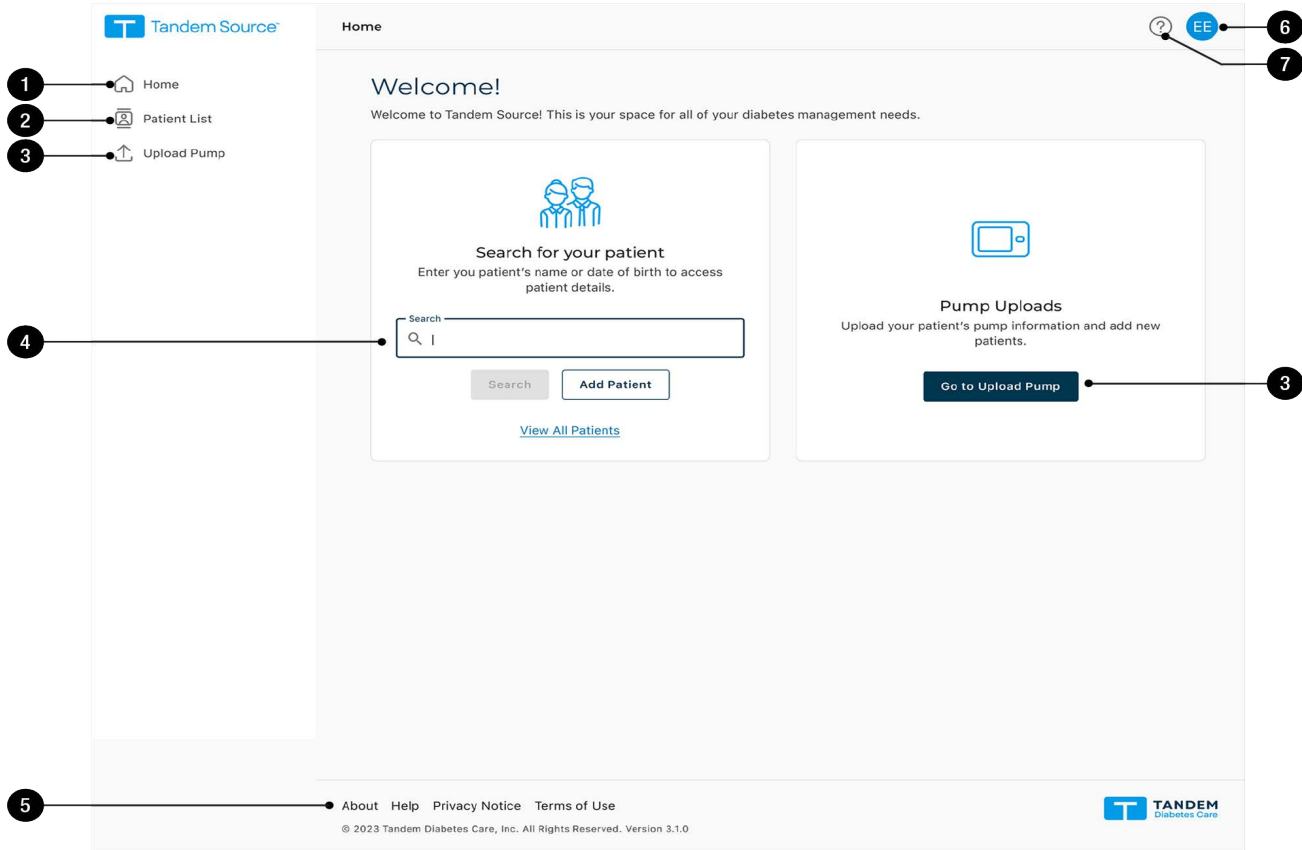 Tandem Source™
Home
?
EE
6
7
1
Home
2
Patient List
3
Upload Pump
Welcome!
Welcome to Tandem Source! This is your space for all of your diabetes management needs.
Search for your patient
Enter you patient's name or date of birth to access
patient details.
4
Search
Search
Add Patient
View All Patients
Pump Uploads
Upload your patient's pump information and add new
patients.
Go to Upload Pump
3
5
About Help Privacy Notice Terms of Use
© 2023 Tandem Diabetes Care, Inc. All Rights Reserved. Version 3.1.0
TANDEM
Diabetes Care